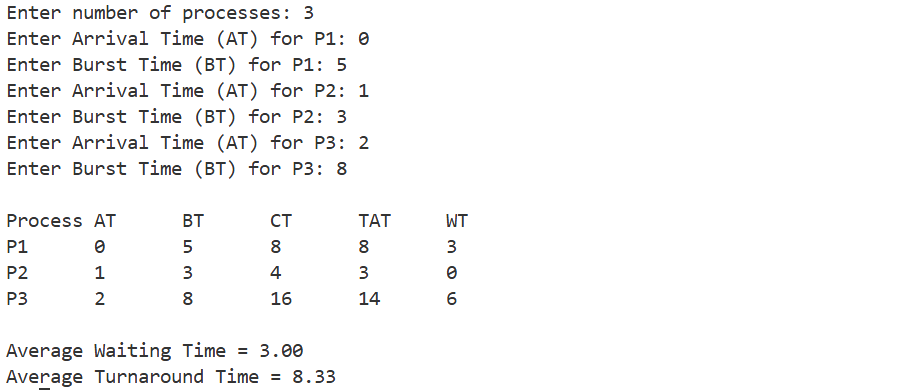 Enter number of processes: 3
Enter Arrival Time (AT) for P1: 0
Enter Burst Time (BT) for P1: 5
Enter Arrival Time (AT) for P2: 1
Enter Burst Time (BT) for P2: 3
Enter Arrival Time (AT) for P3: 2
Enter Burst Time (BT) for P3: 8
Process AT      BT      CT      TAT     WT
P1      0       5       8       8       3
P2      1       3       4       3       0
P3      2       8       16      14      6
Average Waiting Time = 3.00
Average Turnaround Time = 8.33